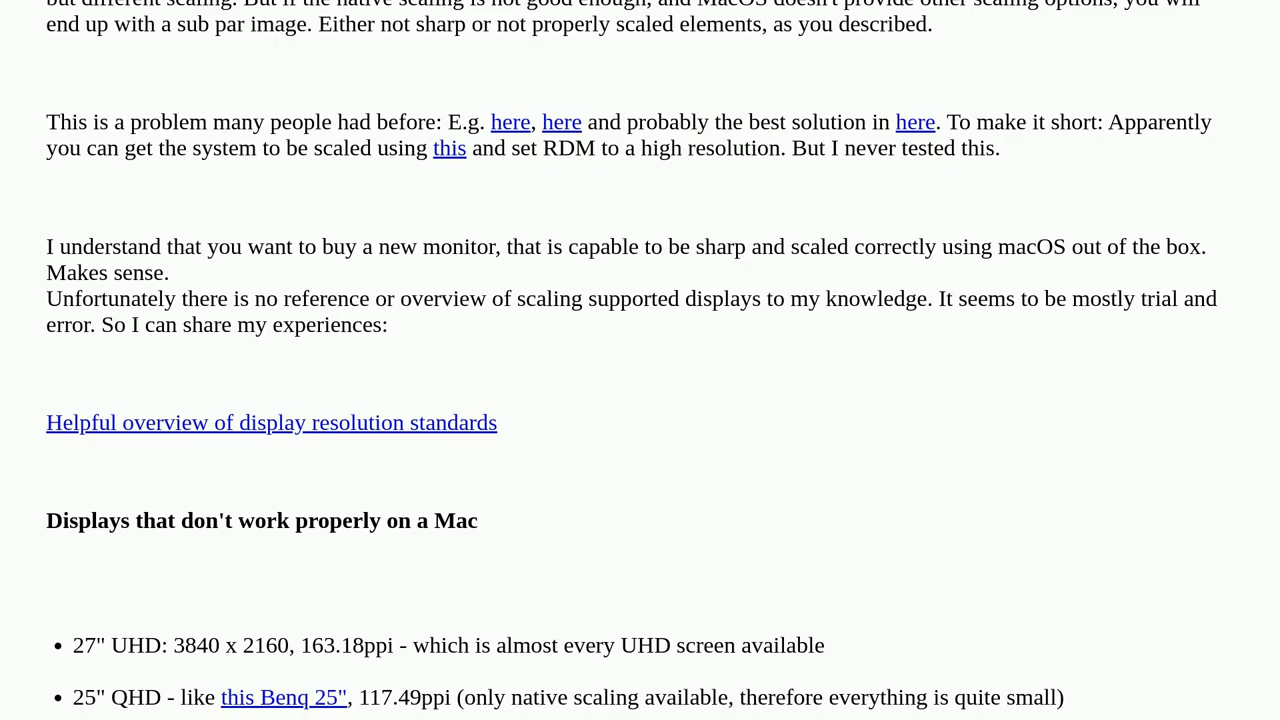 but different scaling. But if the native scaling is not good enough, and MacOS doesn't provide other scaling options, you will
end up with a sub par image. Either not sharp or not properly scaled elements, as you described.
This is a problem many people had before: E.g. here, here and probably the best solution in here. To make it short: Apparently
you can get the system to be scaled using this and set RDM to a high resolution. But I never tested this.
I understand that you want to buy a new monitor, that is capable to be sharp and scaled correctly using macOS out of the box.
Makes sense.
Unfortunately there is no reference or overview of scaling supported displays to my knowledge. It seems to be mostly trial and
error. So I can share my experiences:
Helpful overview of display resolution standards
Displays that don't work properly on a Mac
• 27" UHD: 3840 x 2160, 163.18ppi - which is almost every UHD screen available
• 25" QHD - like this Benq 25", 117.49ppi (only native scaling available, therefore everything is quite small)